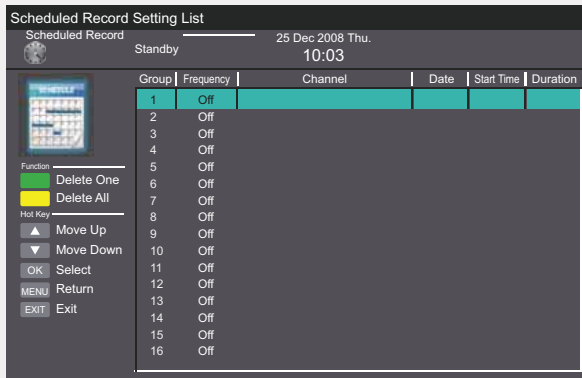 Scheduled Record Setting List
Scheduled Record
Standby
25 Dec 2008 Thu.
10:03
SCHEDULE
Group Frequency Channel Date Start Time Duration
1 Off
2 Off
3 Off
4 Off
5 Off
6 Off
7 Off
8 Off
9 Off
10 Off
11 Off
12 Off
13 Off
14 Off
15 Off
16 Off
Function
Delete One
Delete All
Hot Key
Move Up
Move Down
OK Select
MENU Return
EXIT Exit